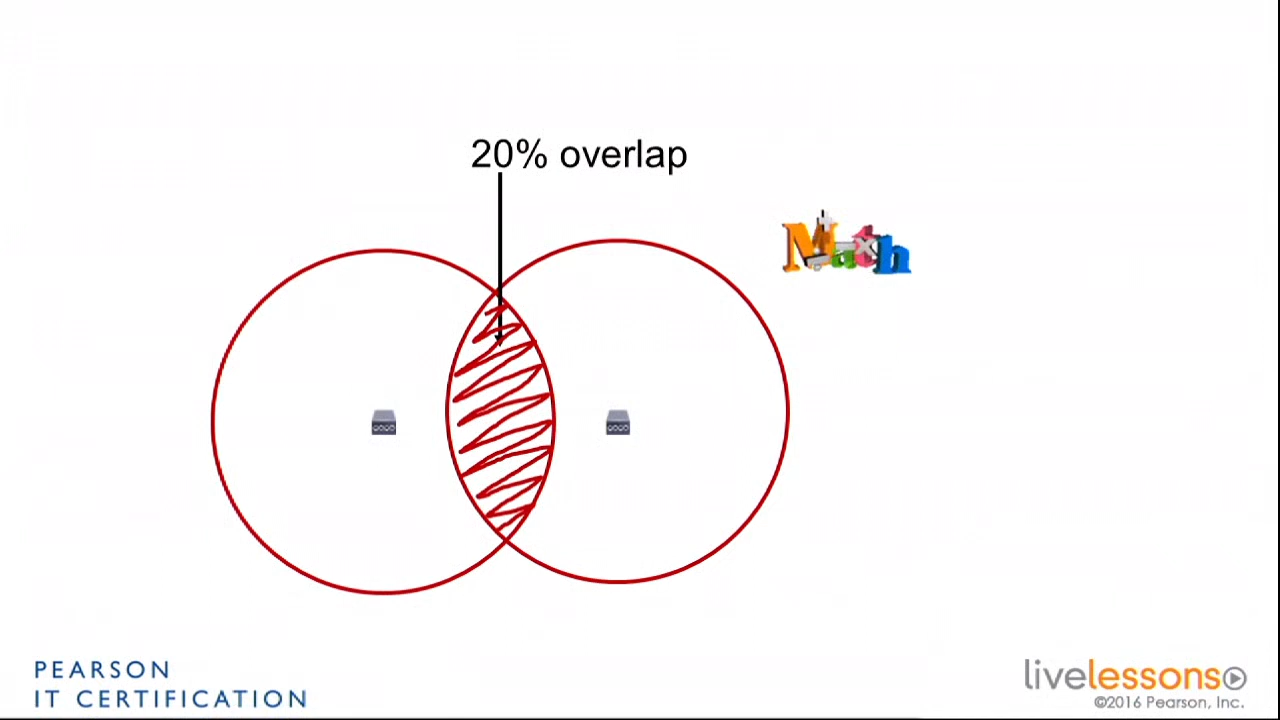 20% overlap
Math
PEARSON
IT CERTIFICATION
livelessons
©2016 Pearson, Inc.